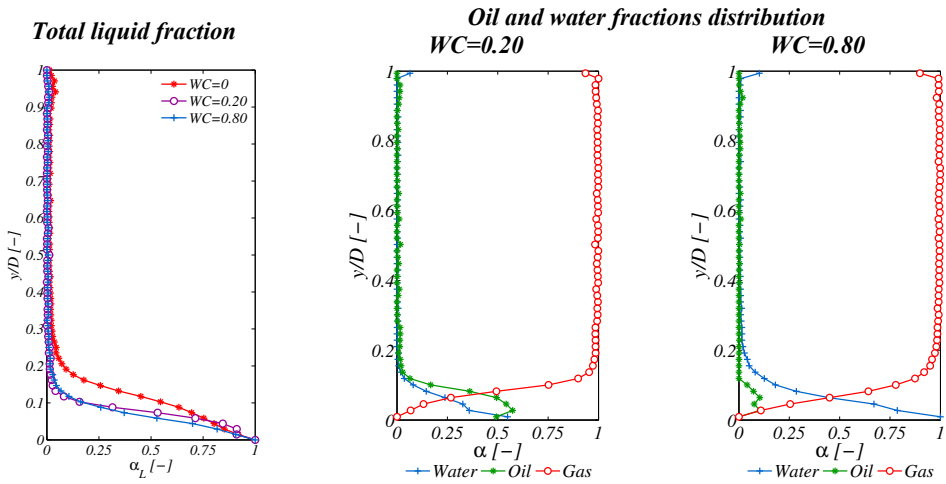 Oil and water fractions distribution
Total liquid fraction
WC=0.20
WC=0.80
1
0.9
0.8
0.7
0.6
0.5
0.4
0.3
0.2
0.1
0
y/D [-]
0
0.25
0.5
0.75
1
α_L [-]
WC=0
WC=0.20
WC=0.80
1
0.8
0.6
0.4
0.2
0
y/D [-]
0
0.25
0.5
0.75
1
α [-]
Water Oil Gas
1
0.8
0.6
0.4
0.2
0
y/D [-]
0
0.25
0.5
0.75
1
α [-]
Water Oil Gas